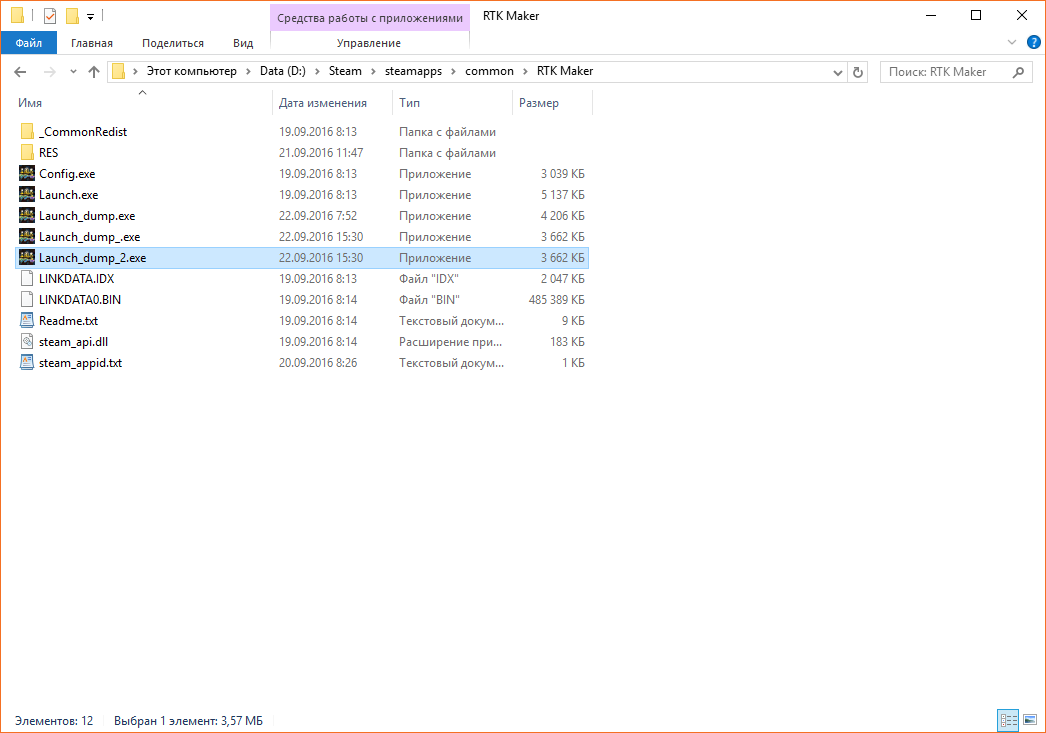 Средства работы с приложениями RTK Maker
Файл Главная Поделиться Вид Управление
Этот компьютер Data (D:) Steam steamapps common RTK Maker Поиск: RTK Maker
Имя Дата изменения Тип Размер
_CommonRedist 19.09.2016 8:13 Папка с файлами
RES 21.09.2016 11:47 Папка с файлами
Config.exe 19.09.2016 8:13 Приложение 3 039 КБ
Launch.exe 19.09.2016 8:13 Приложение 5 137 КБ
Launch_dump.exe 22.09.2016 7:52 Приложение 4 206 КБ
Launch_dump_.exe 22.09.2016 15:30 Приложение 3 662 КБ
Launch_dump_2.exe 22.09.2016 15:30 Приложение 3 662 КБ
LINKDATA.IDX 19.09.2016 8:13 Файл "IDX" 2 047 КБ
LINKDATA0.BIN 19.09.2016 8:14 Файл "BIN" 485 389 КБ
Readme.txt 19.09.2016 8:14 Текстовый докум... 9 КБ
steam_api.dll 19.09.2016 8:14 Расширение при... 183 КБ
steam_appid.txt 20.09.2016 8:26 Текстовый докум... 1 КБ
Элементов: 12 Выбран 1 элемент: 3,57 МБ